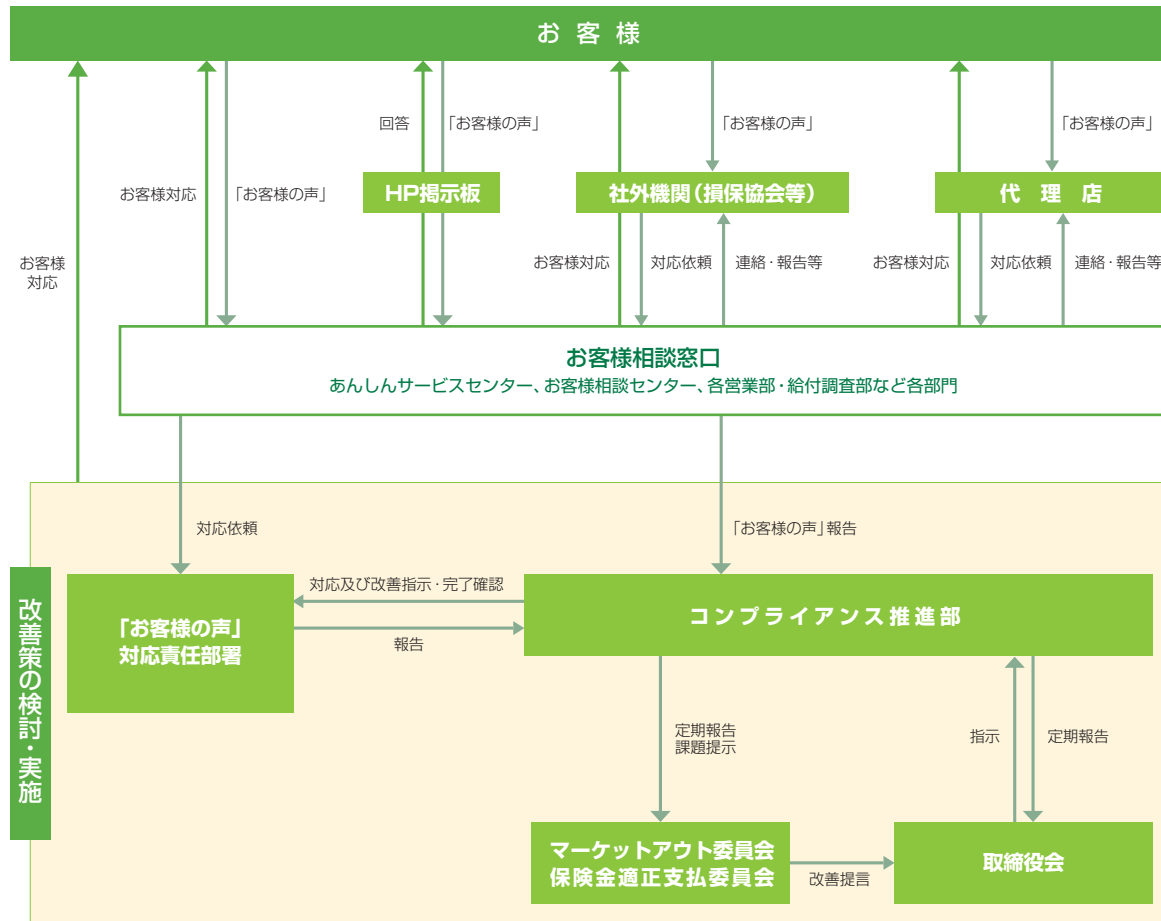 お客様
回答
「お客様の声」
「お客様の声」
「お客様の声」
お客様対応
「お客様の声」
HP掲示板
社外機関(損保協会等)
代理店
お客様
対応
お客様対応
対応依頼
連絡・報告等
お客様対応
対応依頼
連絡・報告等
お客様相談窓口
あんしんサービスセンター、お客様相談センター、各営業部・給付調査部など各部門
対応依頼
「お客様の声」報告
改善策の検討・実施
「お客様の声」
対応責任部署
対応及び改善指示・完了確認
報告
コンプライアンス推進部
定期報告
課題提示
指示
定期報告
マーケットアウト委員会
保険金適正支払委員会
改善提言
取締役会